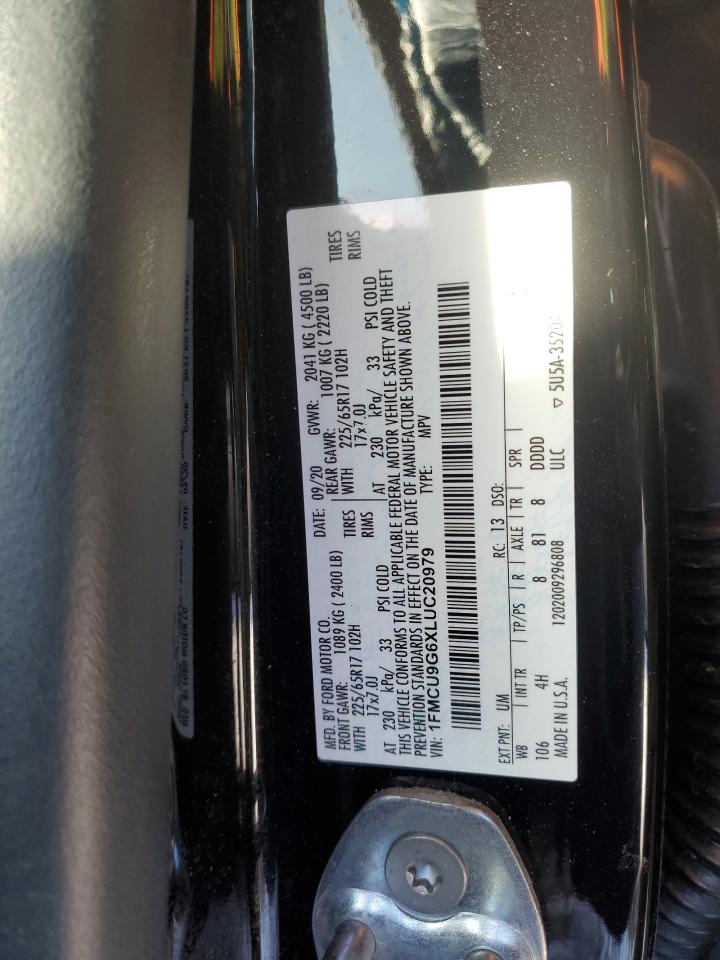 MFD. BY FORD MOTOR CO. DATE: 09/20 GVWR: 2041 KG ( 4500 LB)
FRONT GAWR: 1089 KG ( 2400 LB) REAR GAWR: 1007 KG ( 2220 LB)
WITH 225/65R17 102H TIRES WITH 225/65R17 102H TIRES
17x7.0J RIMS 17x7.0J RIMS
AT 230 kPa/ 33 PSI COLD AT 230 kPa/ 33 PSI COLD
THIS VEHICLE CONFORMS TO ALL APPLICABLE FEDERAL MOTOR VEHICLE SAFETY AND THEFT
PREVENTION STANDARDS IN EFFECT ON THE DATE OF MANUFACTURE SHOWN ABOVE.
VIN: 1FMCU9G6XLUC20979 TYPE: MPV
EXT PNT: UM RC: 13 DSO:
WB INT TR TP/PS R AXLE TR SPR
106 4H 8 81 8 DDDD
MADE IN U.S.A. 1202009296808 ULC ▽ 5U5A-3520